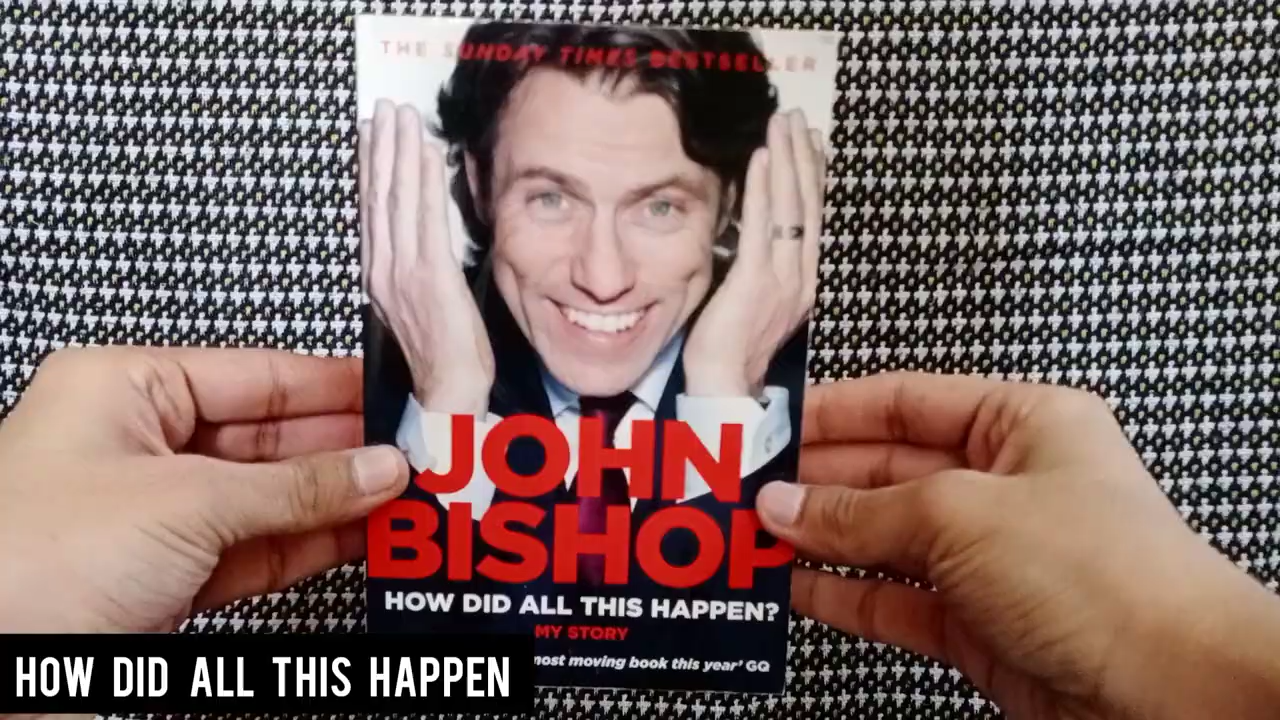 THE SUNDAY TIMES BESTSELLER
JOHN
BISHOP
HOW DID ALL THIS HAPPEN?
MY STORY
most moving book this year' GQ
HOW DID ALL THIS HAPPEN